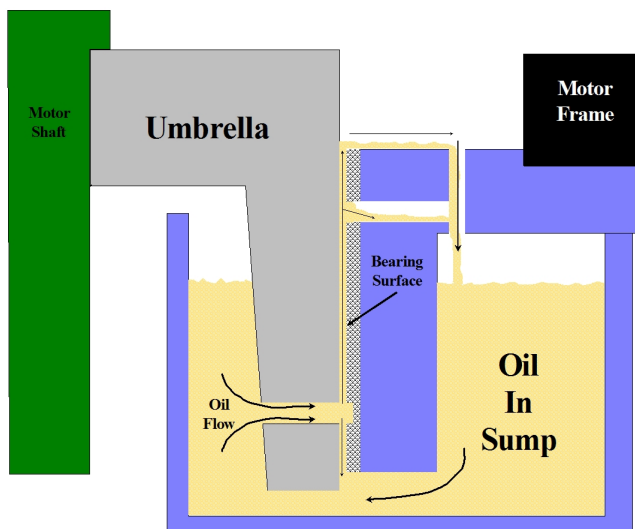 Motor
Shaft
Umbrella
Motor
Frame
Bearing
Surface
Oil
Flow
Oil
In
Sump